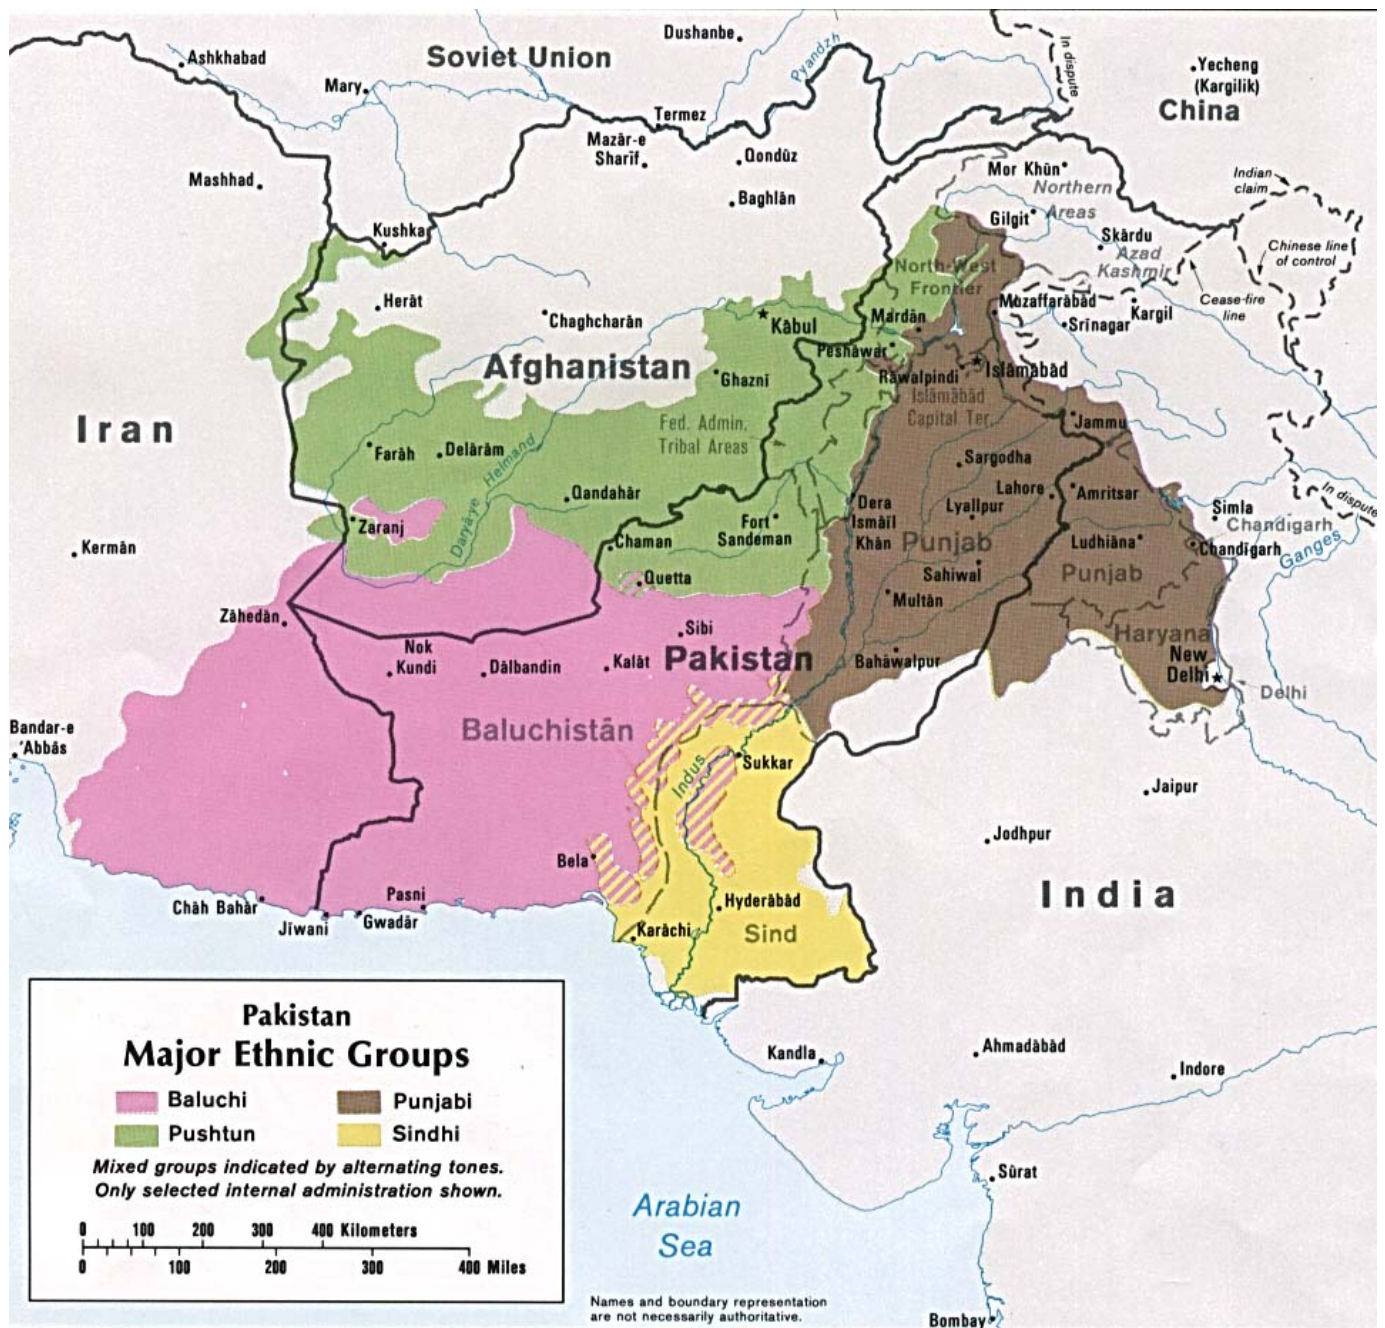 Dushanbe
Soviet Union
Ashkhabad
Mary
Pyandzh
In dispute
Yecheng
(Kargilik)
China
Termez
Mazār-e
Sharīf
Qondūz
Mashhad
Baghlān
Mor Khūn
Northern
Areas
Indian
claim
Gilgit
Kushka
Skārdu
Azad
Kashmir
Chinese line
of control
North-West
Frontier
Herāt
Chaghcharān
Kābul
Mardān
Muzaffarābād
Kargil
Cease-fire
line
Srīnagar
Peshāwar
Afghanistan
Ghaznī
Rāwalpindi
Islāmābād
Islāmābād
Capital Ter.
Iran
Fed. Admin.
Tribal Areas
Jammu
Farāh
Delārām
Daryā-ye Helmand
Sargodha
Qandahār
Lahore
Amritsar
In dispute
Zaranj
Dera
Ismāīl
Khān
Lyallpur
Simla
Chandīgarh
Kermān
Chaman
Fort
Sandeman
Punjab
Ludhiāna
Chandīgarh
Ganges
Quetta
Sahiwal
Punjab
Multān
Zāhedān
Sibi
Haryana
Nok
Kundi
Dālbandin
Kalāt
Pakistan
Bahāwalpur
New
Delhi
Delhi
Bandar-e
'Abbās
Baluchistān
Indus
Sukkar
Jaipur
Jodhpur
Bela
India
Chāh Bahār
Pasni
Jīwani
Gwadār
Hyderābād
Karāchi
Sind
Pakistan
Major Ethnic Groups
Baluchi
Punjabi
Pushtun
Sindhi
Mixed groups indicated by alternating tones.
Only selected internal administration shown.
0 100 200 300 400 Kilometers
0 100 200 300 400 Miles
Kandla
Ahmadābād
Indore
Sūrat
Arabian
Sea
Names and boundary representation
are not necessarily authoritative.
Bombay